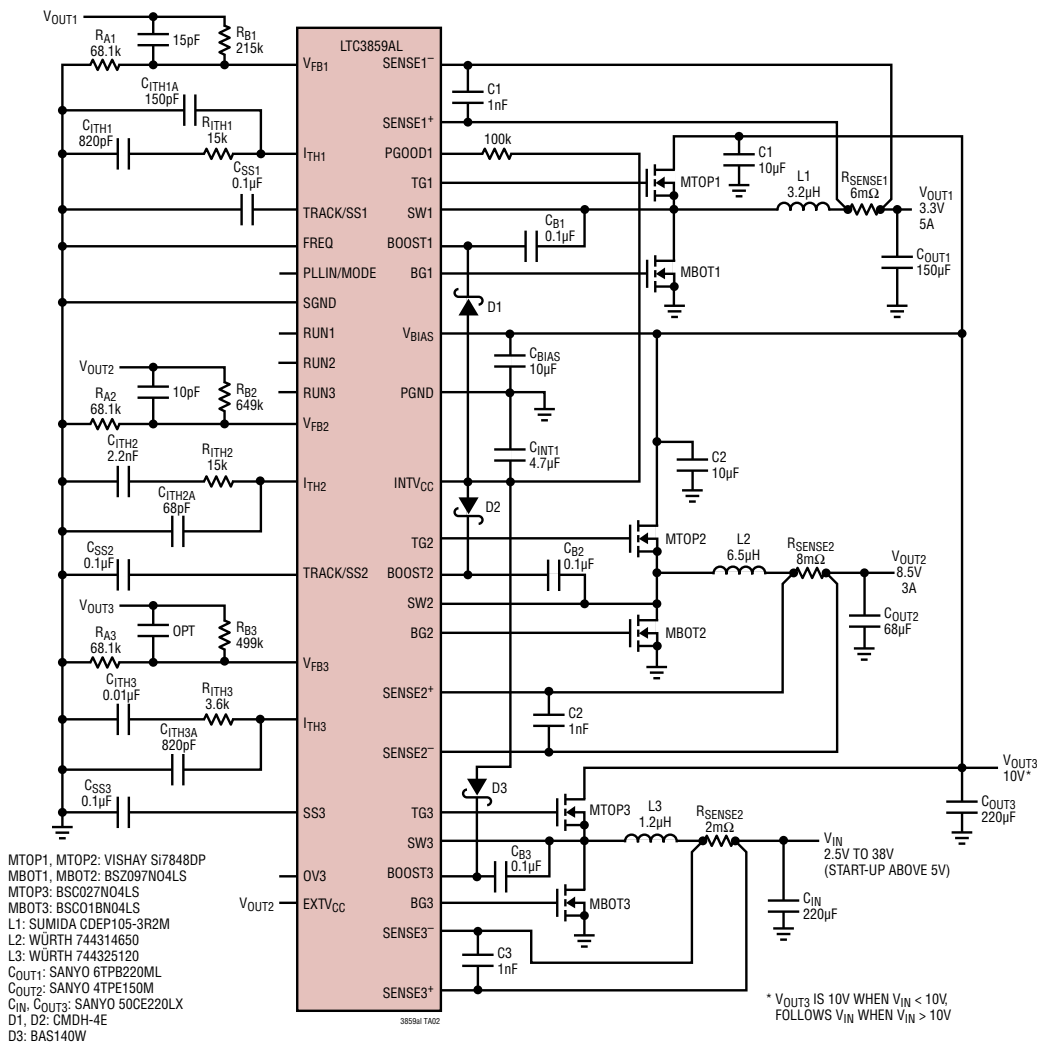 VOUT1
RA1
68.1k
15pF
RB1
215k
CITH1A
150pF
CITH1
820pF
RITH1
15k
CSS1
0.1µF
VOUT2
RA2
68.1k
10pF
RB2
649k
CITH2
2.2nF
RITH2
15k
CITH2A
68pF
CSS2
0.1µF
VOUT3
RA3
68.1k
OPT
RB3
499k
CITH3
0.01µF
RITH3
3.6k
CITH3A
820pF
CSS3
0.1µF
VOUT2
LTC3859AL
VFB1
ITH1
TRACK/SS1
FREQ
PLLIN/MODE
SGND
RUN1
RUN2
RUN3
VFB2
ITH2
TRACK/SS2
VFB3
ITH3
SS3
OV3
EXTVCC
SENSE1–
SENSE1+
PGOOD1
TG1
SW1
BOOST1
BG1
VBIAS
PGND
INTVCC
TG2
BOOST2
SW2
BG2
SENSE2+
SENSE2–
TG3
SW3
BOOST3
BG3
SENSE3–
SENSE3+
C1
1nF
100k
MTOP1
C1
10µF
L1
3.2µH
RSENSE1
6mΩ
VOUT1
3.3V
5A
CB1
0.1µF
MBOT1
COUT1
150µF
D1
CBIAS
10µF
CINT1
4.7µF
D2
C2
10µF
MTOP2
L2
6.5µH
RSENSE2
8mΩ
VOUT2
8.5V
3A
CB2
0.1µF
MBOT2
COUT2
68µF
C2
1nF
D3
MTOP3
L3
1.2µH
RSENSE2
2mΩ
VOUT3
10V*
COUT3
220µF
VIN
2.5V TO 38V
(START-UP ABOVE 5V)
CB3
0.1µF
MBOT3
CIN
220µF
C3
1nF
MTOP1, MTOP2: VISHAY Si7848DP
MBOT1, MBOT2: BSZ097NO4LS
MTOP3: BSC027NO4LS
MBOT3: BSCO1BN04LS
L1: SUMIDA CDEP105-3R2M
L2: WÜRTH 744314650
L3: WÜRTH 744325120
COUT1: SANYO 6TPB220ML
COUT2: SANYO 4TPE150M
CIN, COUT3: SANYO 50CE220LX
D1, D2: CMDH-4E
D3: BAS140W
3859al TA02
* VOUT3 IS 10V WHEN VIN < 10V,
FOLLOWS VIN WHEN VIN > 10V